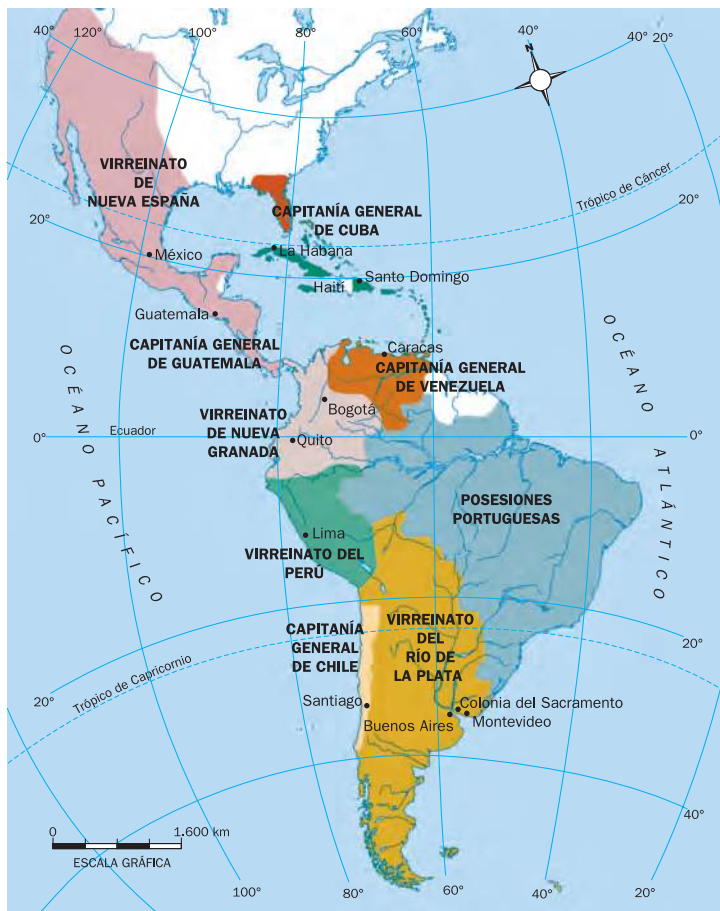 40°
120°
100°
80°
60°
40°
20°
N
VIRREINATO
DE
NUEVA ESPAÑA
Trópico de Cáncer
20°
20°
CAPITANÍA GENERAL
DE CUBA
La Habana
México
Santo Domingo
Haití
Guatemala
CAPITANÍA GENERAL
DE GUATEMALA
Caracas
CAPITANÍA GENERAL
DE VENEZUELA
Bogotá
VIRREINATO
DE NUEVA
GRANADA
Ecuador
0°
Quito
0°
OCÉANO PACÍFICO
OCÉANO ATLÁNTICO
POSESIONES
PORTUGUESAS
Lima
VIRREINATO DEL
PERÚ
CAPITANÍA
GENERAL
DE CHILE
VIRREINATO
DEL
RÍO DE
LA PLATA
Trópico de Capricornio
20°
20°
Santiago
Colonia del Sacramento
Buenos Aires
Montevideo
40°
0
1.600 km
ESCALA GRÁFICA
100°
80°
60°
40°
20°